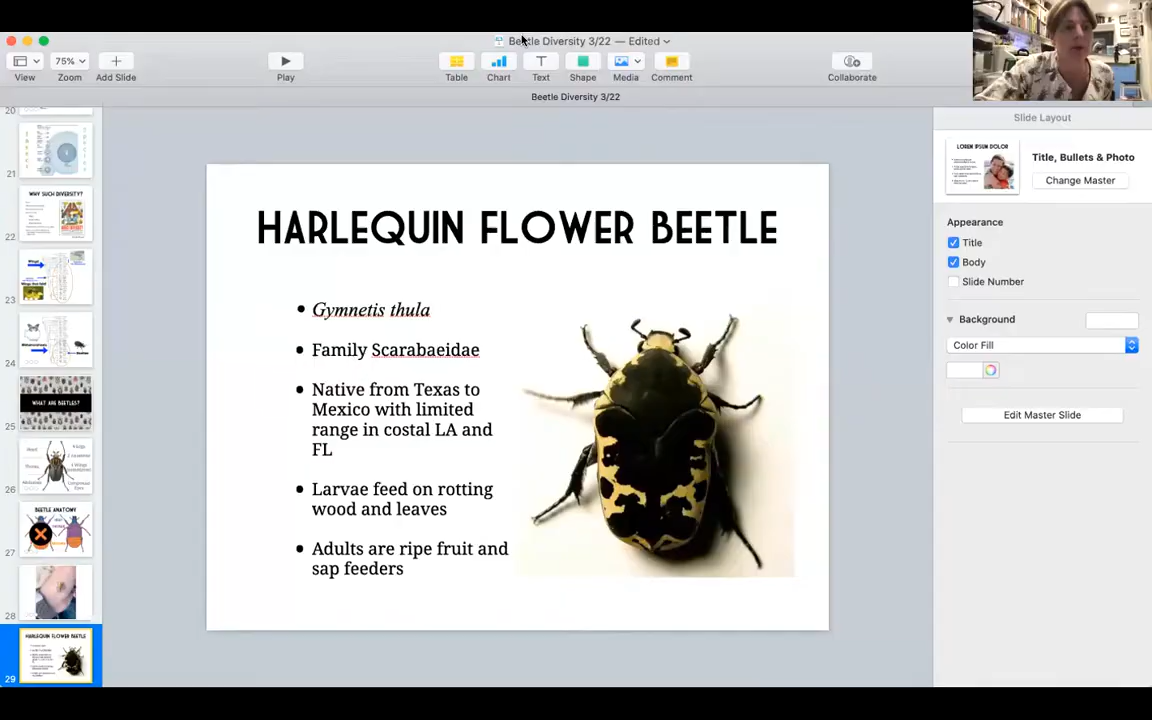 Beetle Diversity 3/22 — Edited
75%
View
Zoom
Add Slide
Play
Table
Chart
Text
Shape
Media
Comment
Collaborate
Beetle Diversity 3/22
20
21
WHY SUCH DIVERSITY?
22
23
24
WHAT ARE BEETLES?
25
26
BEETLE ANATOMY
27
28
HARLEQUIN FLOWER BEETLE
29
HARLEQUIN FLOWER BEETLE
• Gymnetis thula
• Family Scarabaeidae
• Native from Texas to
Mexico with limited
range in costal LA and
FL
• Larvae feed on rotting
wood and leaves
• Adults are ripe fruit and
sap feeders
Slide Layout
LOREM IPSUM DOLOR
Title, Bullets & Photo
Change Master
Appearance
Title
Body
Slide Number
Background
Color Fill
Edit Master Slide